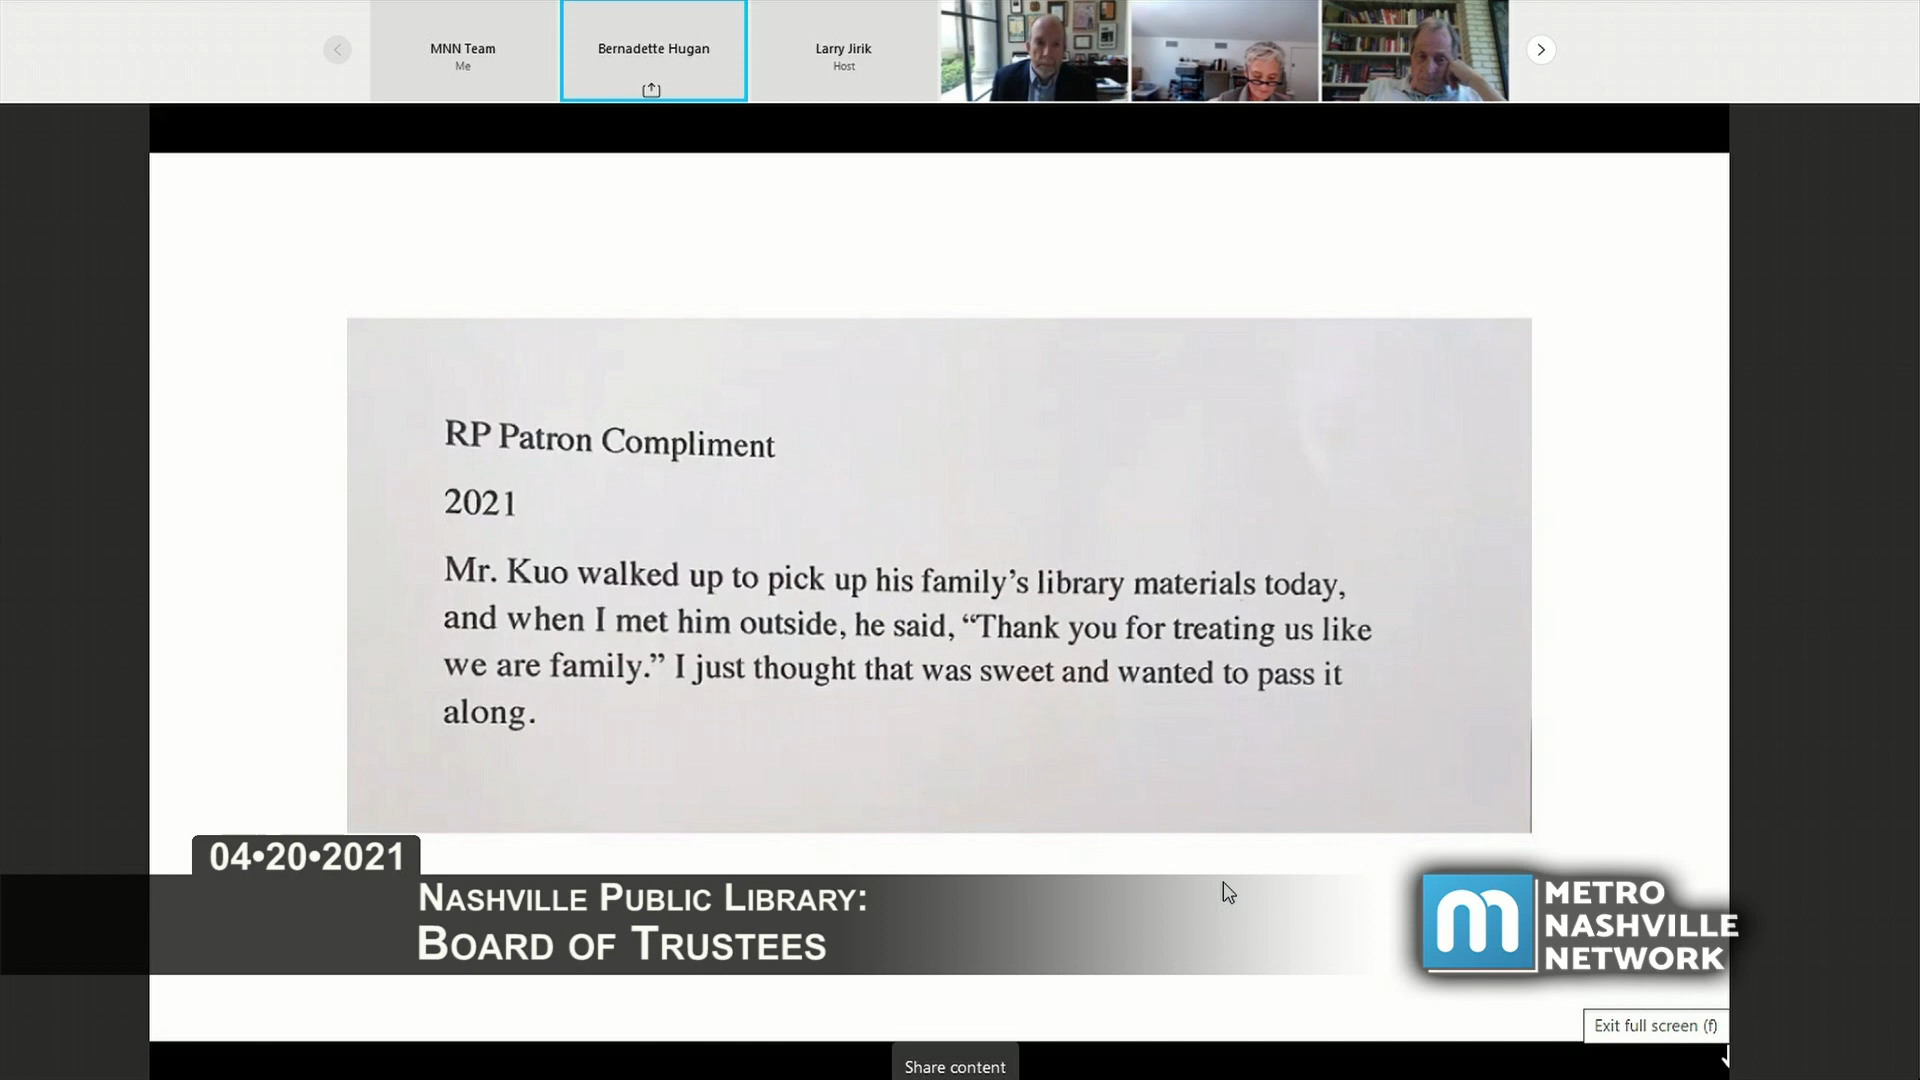 MNN Team
Me
Bernadette Hugan
Larry Jirik
Host
RP Patron Compliment
2021
Mr. Kuo walked up to pick up his family’s library materials today,
and when I met him outside, he said, “Thank you for treating us like
we are family.” I just thought that was sweet and wanted to pass it
along.
04•20•2021
NASHVILLE PUBLIC LIBRARY:
BOARD OF TRUSTEES
m
METRO
NASHVILLE
NETWORK
Exit full screen (f)
Share content